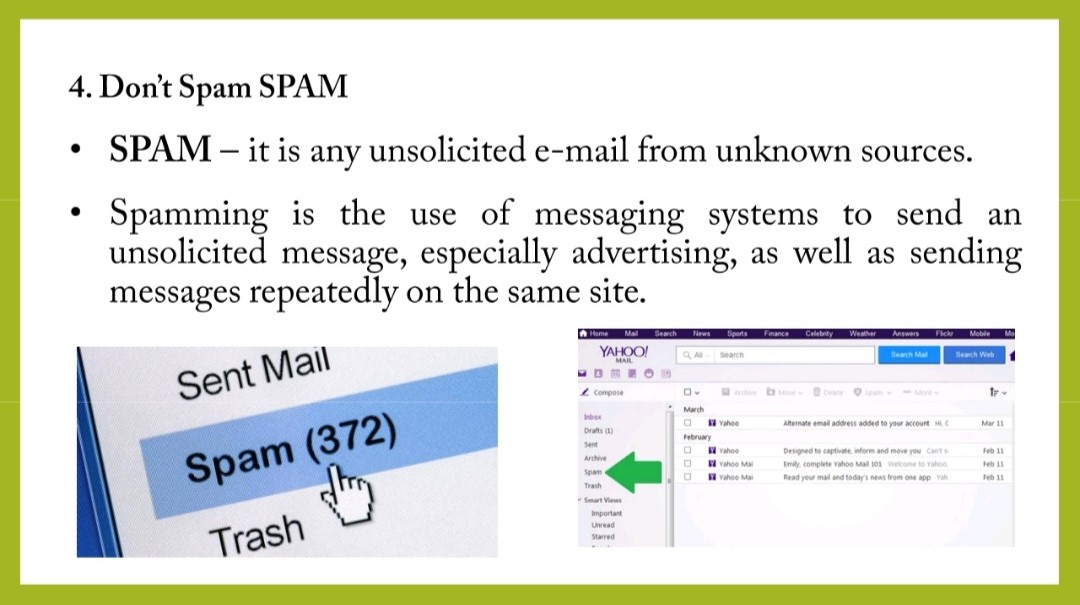 4. Don't Spam SPAM
• SPAM – it is any unsolicited e-mail from unknown sources.
• Spamming is the use of messaging systems to send an
unsolicited message, especially advertising, as well as sending
messages repeatedly on the same site.
Sent Mail
Spam (372)
Trash
Home Mail Search News Sports Finance Celebrity Weather Answers Flickr Mobile
YAHOO!
MAIL
All Search Search Mail Search Web
Compose
Archive Move Delete Spam More
Inbox
Drafts (1)
Sent
Archive
Spam
Trash
Smart Views
Important
Unread
Starred
March
Yahoo Alternate email address added to your account Hi, Mar 11
February
Yahoo Designed to captivate, inform and move you Can't Feb 11
Yahoo Mai Emily, complete Yahoo Mail 101 Welcome to Yahoo, Feb 11
Yahoo Mai Read your mail and today's news from one app Feb 11